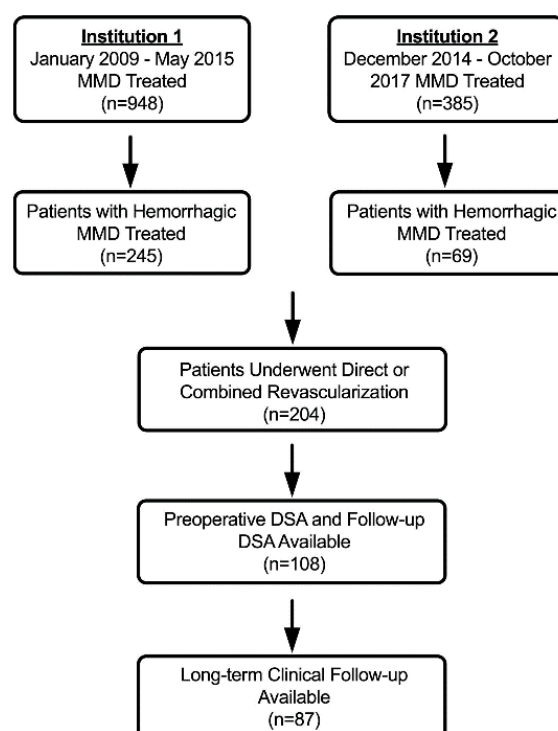 Institution 1
January 2009 - May 2015
MMD Treated
(n=948)
Institution 2
December 2014 - October
2017 MMD Treated
(n=385)
Patients with Hemorrhagic
MMD Treated
(n=245)
Patients with Hemorrhagic
MMD Treated
(n=69)
Patients Underwent Direct or
Combined Revascularization
(n=204)
Preoperative DSA and Follow-up
DSA Available
(n=108)
Long-term Clinical Follow-up
Available
(n=87)